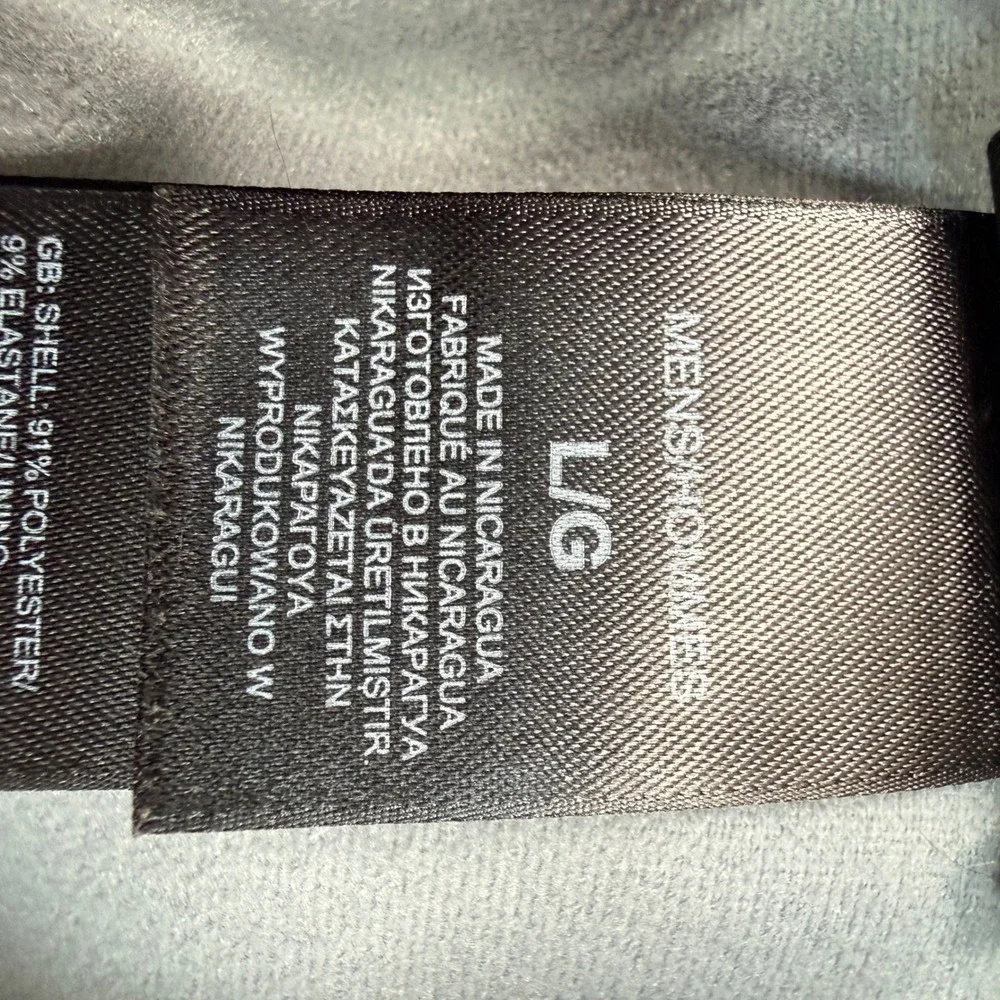 MENS/HOMMES
L/G
MADE IN NICARAGUA
FABRIQUÉ AU NICARAGUA
ИЗГОТОВЛЕНО В НИКАРАГУА
NIKARAGUA'DA ÜRETILMIŞTIR.
ΚΑΤΑΣΚΕΥΑΖΕΤΑΙ ΣΤΗΝ
ΝΙΚΑΡΑΓΟΥΑ
WYPRODUKOWANO W
NIKARAGUI
GB: SHELL: 91% POLYESTER/
9% ELASTANE/LINING: